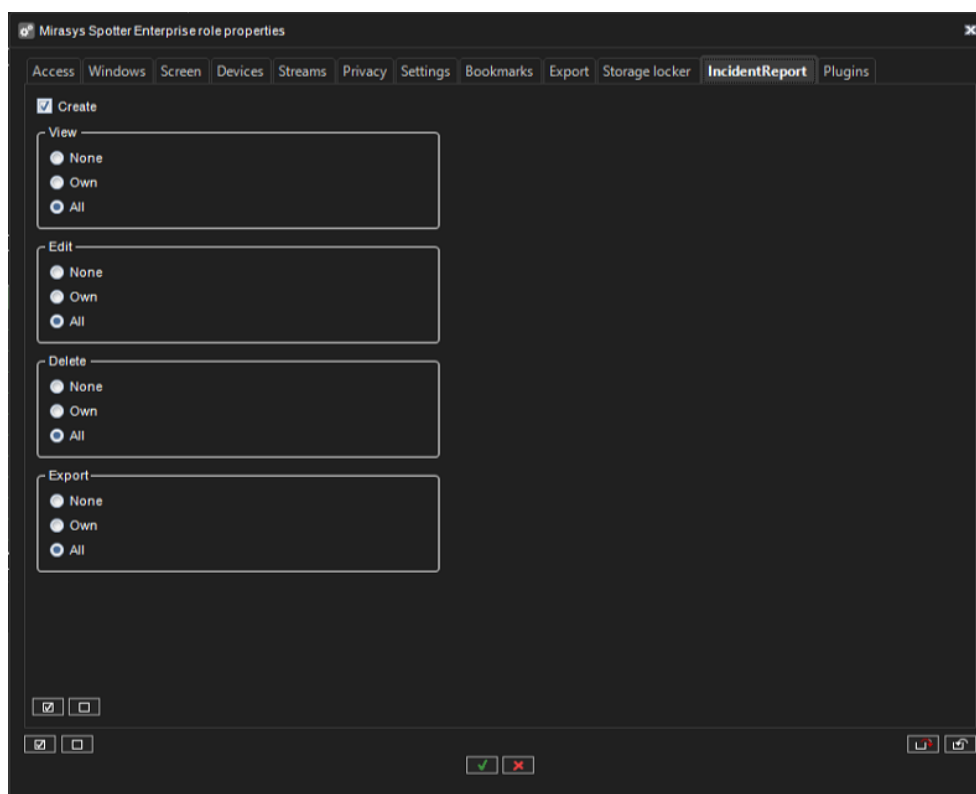 Mirasys Spotter Enterprise role properties
Access Windows Screen Devices Streams Privacy Settings Bookmarks Export Storage locker IncidentReport Plugins
Create
View
None
Own
All
Edit
None
Own
All
Delete
None
Own
All
Export
None
Own
All